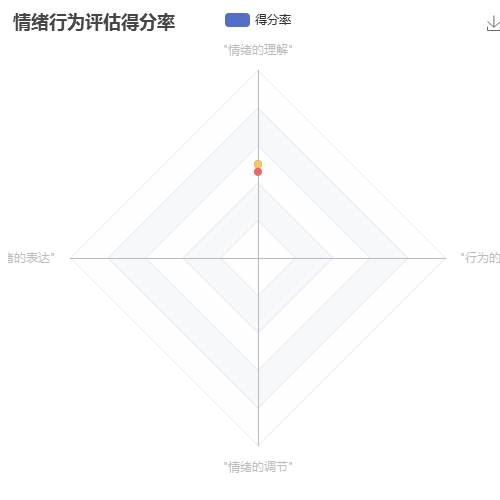 情绪行为评估得分率
得分率
"情绪的理解"
绪的表达"
"行为的
"情绪的调节"